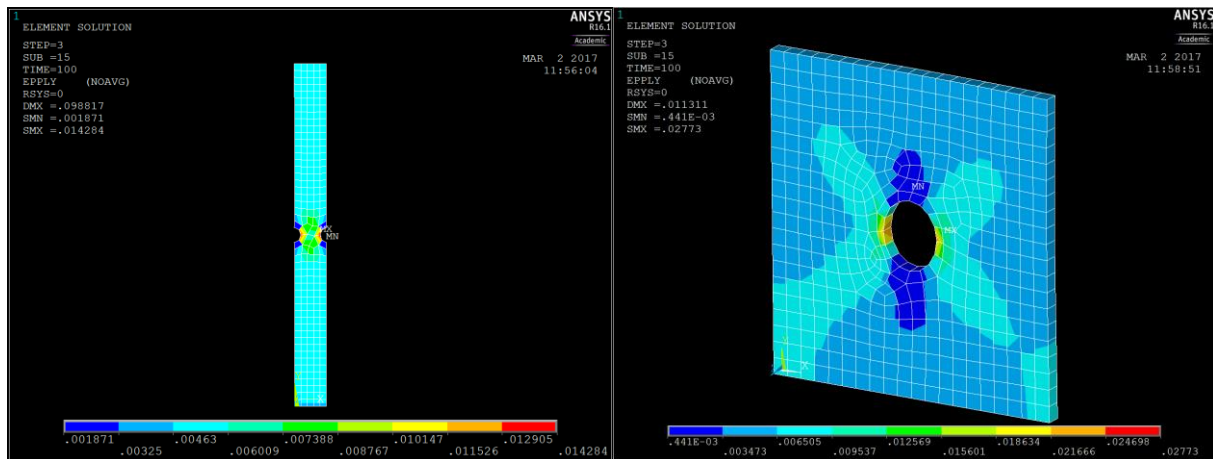 1
ELEMENT SOLUTION
ANSYS
R16.1
Academic
STEP=3
SUB =15
TIME=100
EPPLY    (NOAVG)
RSYS=0
DMX =.098817
SMN =.001871
SMX =.014284
MAR  2 2017
11:56:04
MX
MN
Y
X
.001871 .00463 .007388 .010147 .012905
.00325 .006009 .008767 .011526 .014284
1
ELEMENT SOLUTION
ANSYS
R16.1
Academic
STEP=3
SUB =15
TIME=100
EPPLY    (NOAVG)
RSYS=0
DMX =.011311
SMN =.441E-03
SMX =.02773
MAR  2 2017
11:58:51
MN
MX
Y
X
.441E-03 .006505 .012569 .018634 .024698
.003473 .009537 .015601 .021666 .02773